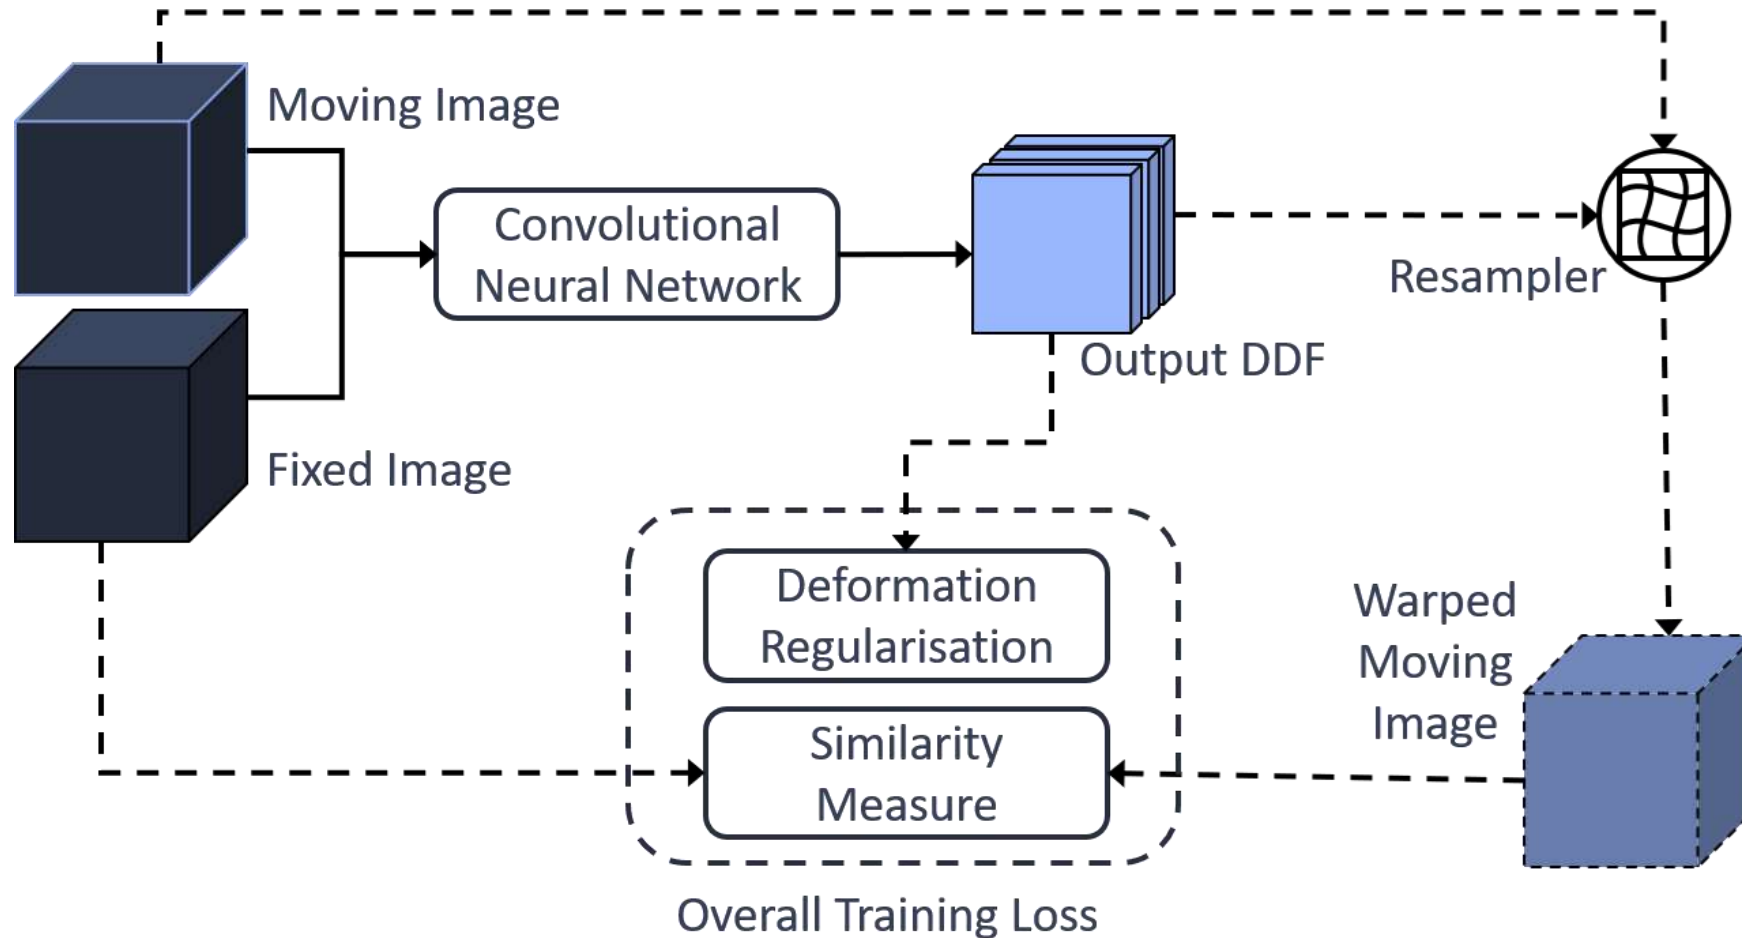 Moving Image
Convolutional
Neural Network
Resampler
Output DDF
Fixed Image
Deformation
Regularisation
Warped
Moving
Image
Similarity
Measure
Overall Training Loss